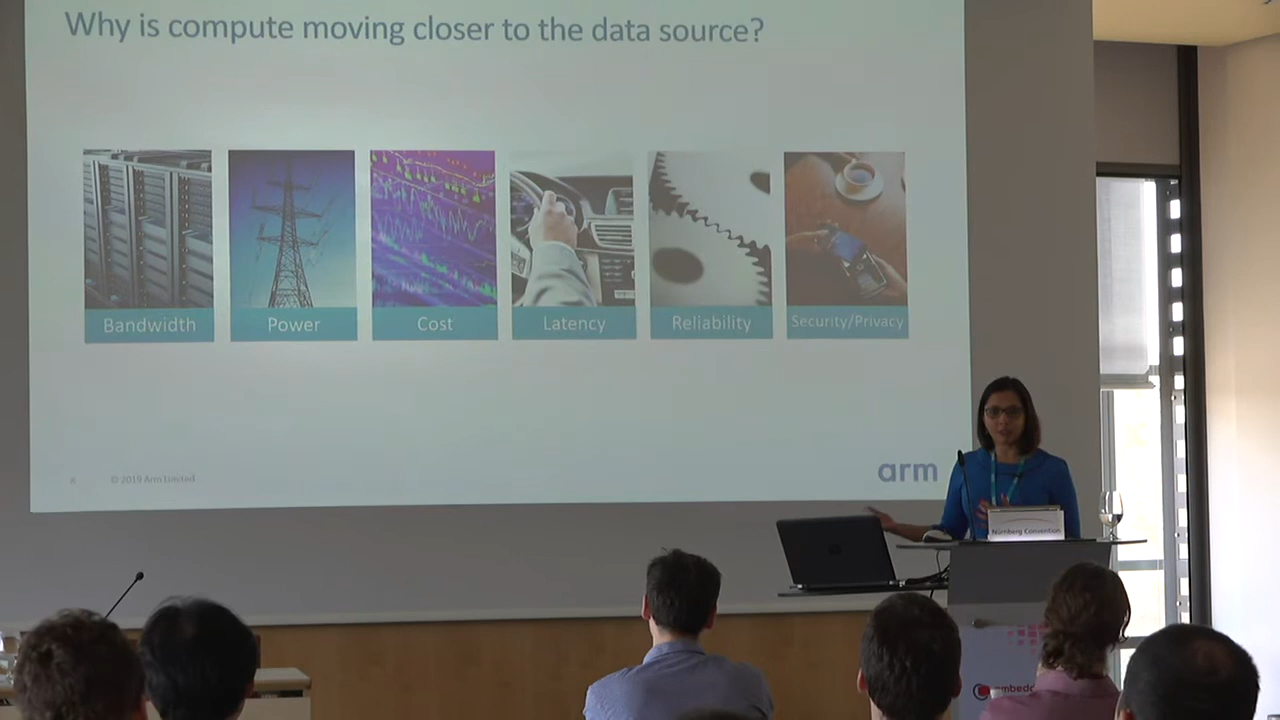 Why is compute moving closer to the data source?
Bandwidth
Power
Cost
Latency
Reliability
Security/Privacy
© 2019 Arm Limited
arm
Nürnberg Convention